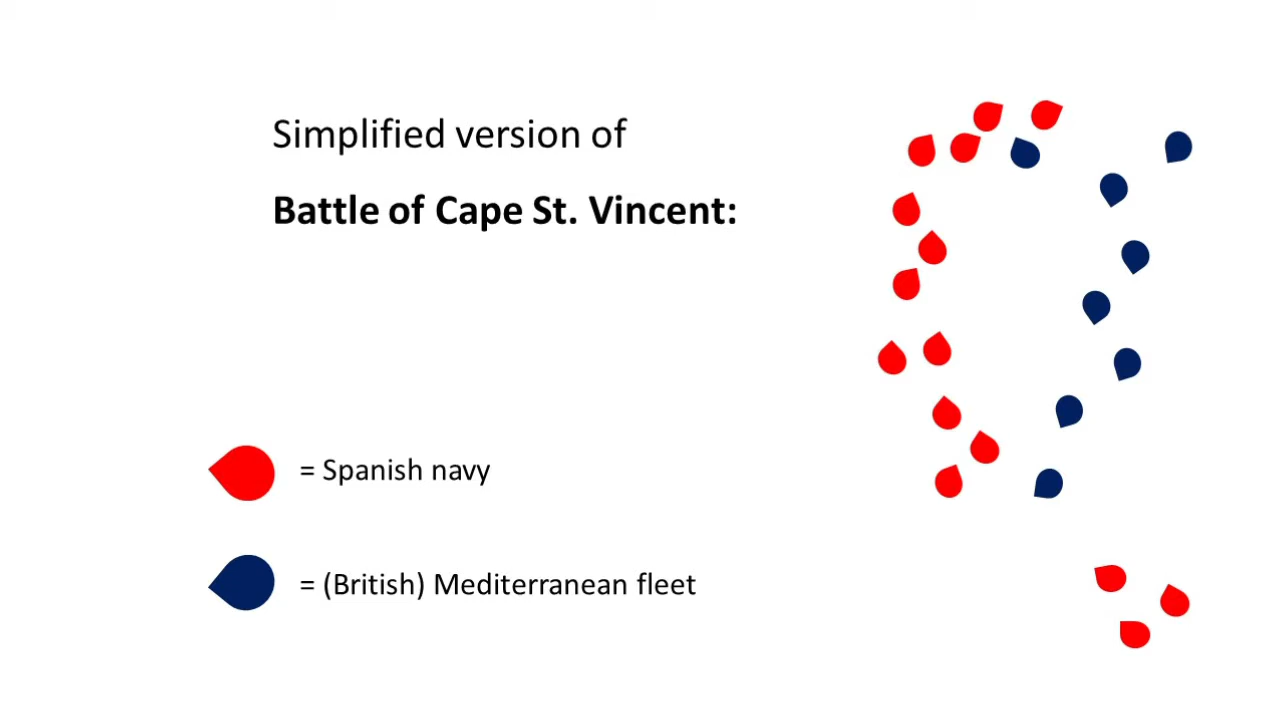 Simplified version of
Battle of Cape St. Vincent:
= Spanish navy
= (British) Mediterranean fleet